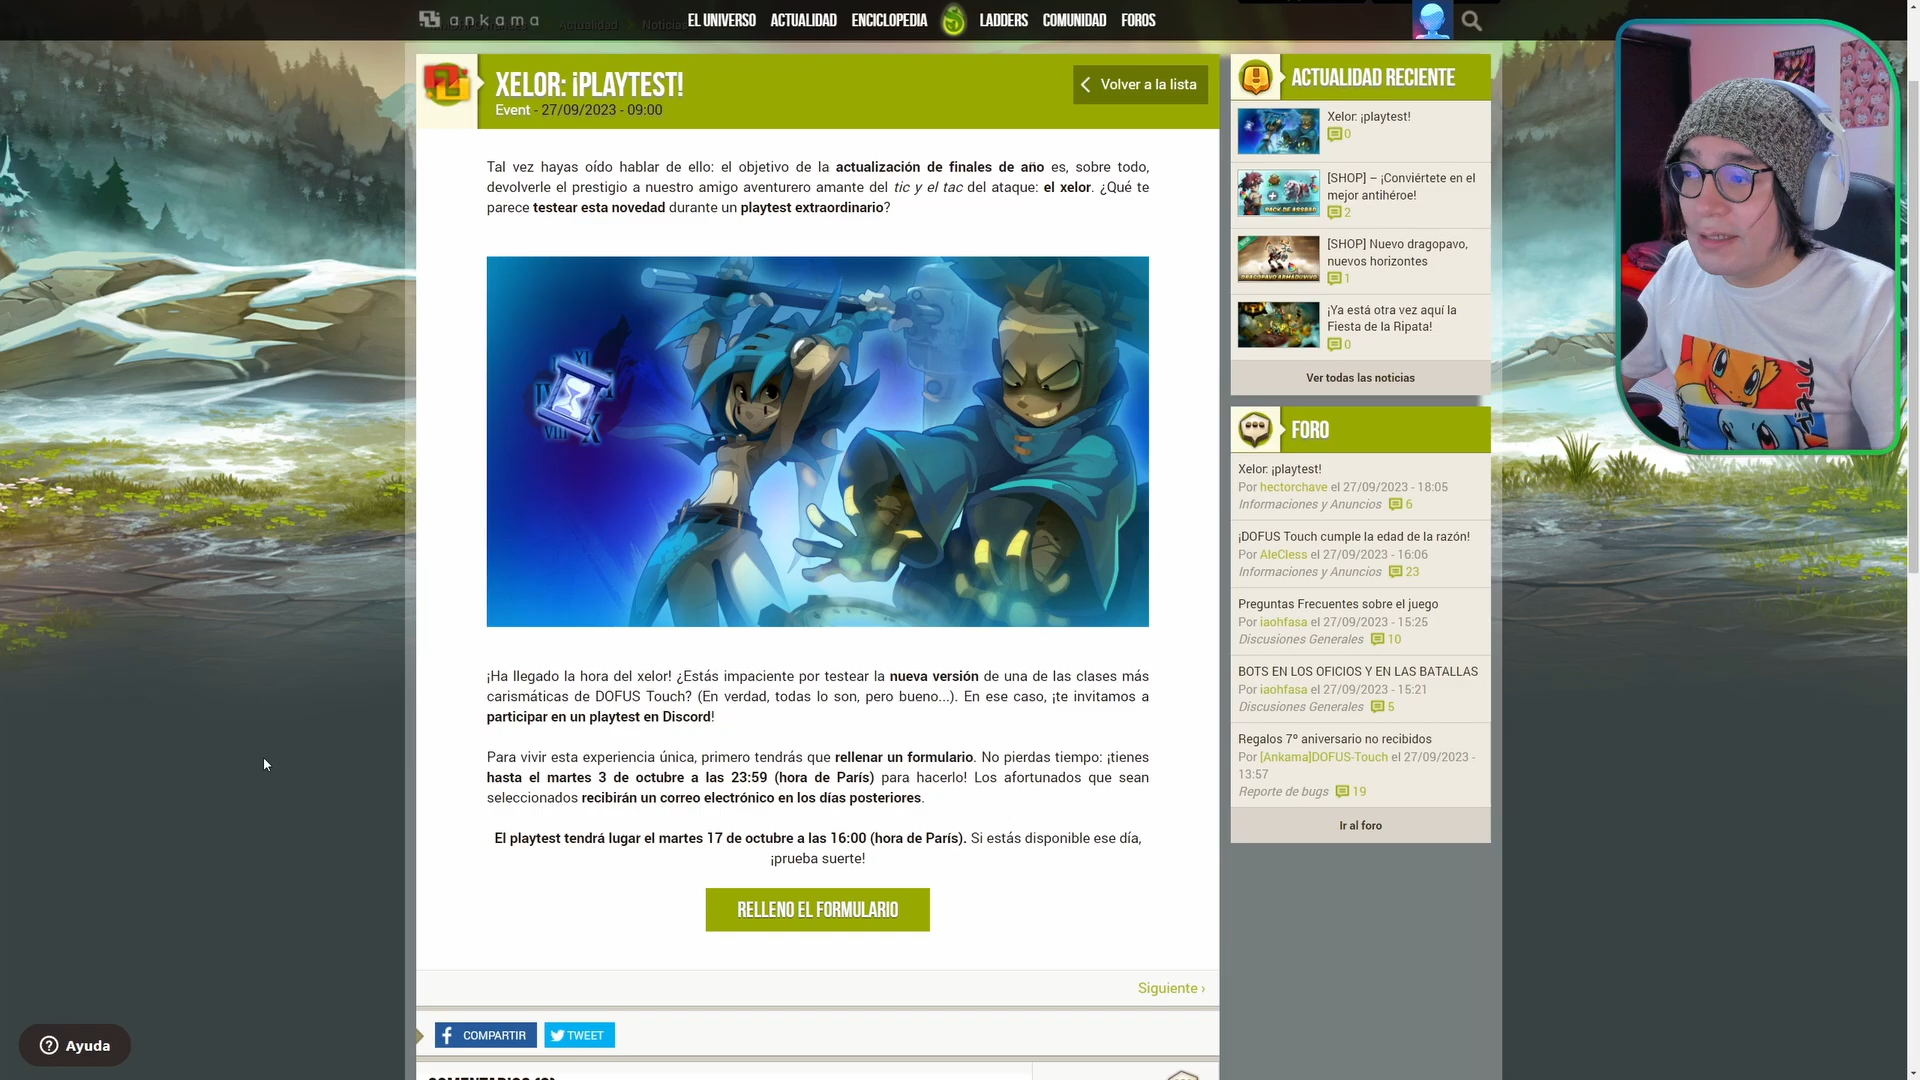 ankama
Actualidad
Noticias
EL UNIVERSO
ACTUALIDAD
ENCICLOPEDIA
LADDERS
COMUNIDAD
FOROS
XELOR: ¡PLAYTEST!
Event - 27/09/2023 - 09:00
Volver a la lista
Tal vez hayas oído hablar de ello: el objetivo de la actualización de finales de año es, sobre todo,
devolverle el prestigio a nuestro amigo aventurero amante del tic y el tac del ataque: el xelor. ¿Qué te
parece testear esta novedad durante un playtest extraordinario?
¡Ha llegado la hora del xelor! ¿Estás impaciente por testear la nueva versión de una de las clases más
carismáticas de DOFUS Touch? (En verdad, todas lo son, pero bueno...). En ese caso, ¡te invitamos a
participar en un playtest en Discord!
Para vivir esta experiencia única, primero tendrás que rellenar un formulario. No pierdas tiempo: ¡tienes
hasta el martes 3 de octubre a las 23:59 (hora de París) para hacerlo! Los afortunados que sean
seleccionados recibirán un correo electrónico en los días posteriores.
El playtest tendrá lugar el martes 17 de octubre a las 16:00 (hora de París). Si estás disponible ese día,
¡prueba suerte!
RELLENO EL FORMULARIO
Siguiente ›
COMPARTIR
TWEET
Ayuda
ACTUALIDAD RECIENTE
Xelor: ¡playtest!
0
[SHOP] – ¡Conviértete en el
mejor antihéroe!
2
[SHOP] Nuevo dragopavo,
nuevos horizontes
1
¡Ya está otra vez aquí la
Fiesta de la Ripata!
0
Ver todas las noticias
FORO
Xelor: ¡playtest!
Por hectorchave el 27/09/2023 - 18:05
Informaciones y Anuncios 6
¡DOFUS Touch cumple la edad de la razón!
Por AleCless el 27/09/2023 - 16:06
Informaciones y Anuncios 23
Preguntas Frecuentes sobre el juego
Por iaohfasa el 27/09/2023 - 15:25
Discusiones Generales 10
BOTS EN LOS OFICIOS Y EN LAS BATALLAS
Por iaohfasa el 27/09/2023 - 15:21
Discusiones Generales 5
Regalos 7º aniversario no recibidos
Por [Ankama]DOFUS-Touch el 27/09/2023 -
13:57
Reporte de bugs 19
Ir al foro